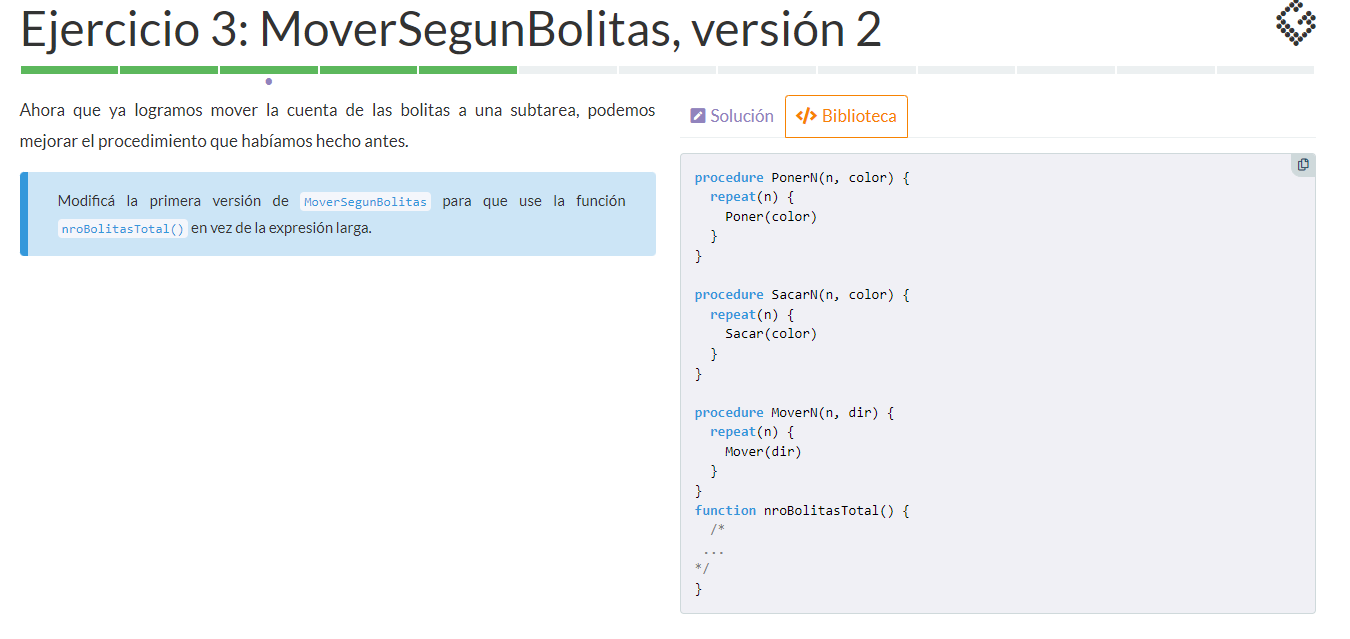 Ejercicio 3: MoverSegunBolitas, versión 2
Ahora que ya logramos mover la cuenta de las bolitas a una subtarea, podemos
mejorar el procedimiento que habíamos hecho antes.
Modificá la primera versión de MoverSegunBolitas para que use la función
nroBolitasTotal() en vez de la expresión larga.
Solución
</> Biblioteca
procedure PonerN(n, color) {
  repeat(n) {
    Poner(color)
  }
}

procedure SacarN(n, color) {
  repeat(n) {
    Sacar(color)
  }
}

procedure MoverN(n, dir) {
  repeat(n) {
    Mover(dir)
  }
}
function nroBolitasTotal() {
  /*
 ...
*/
}